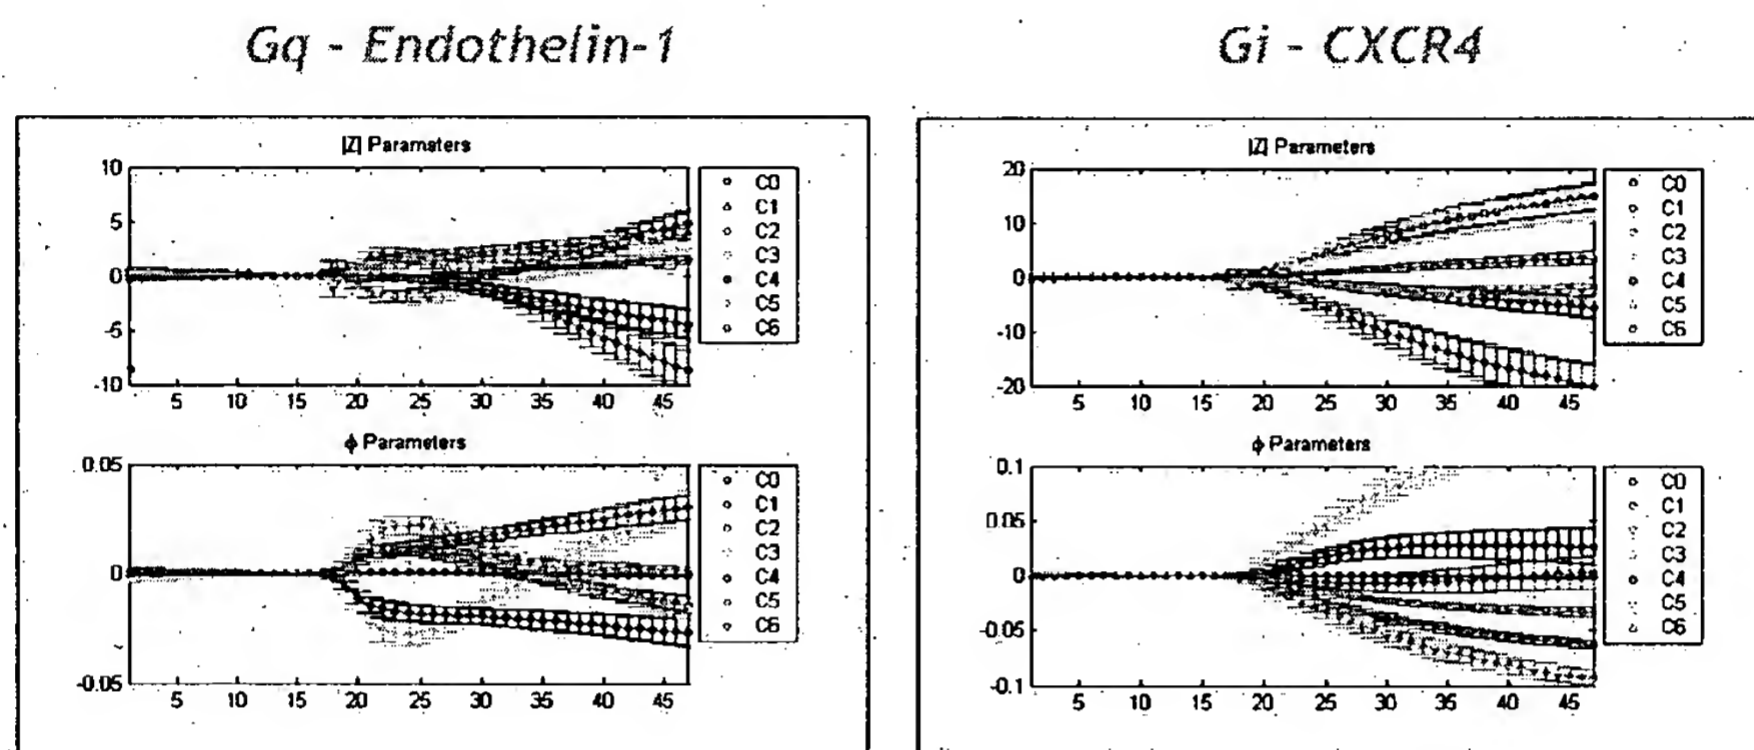 Gq - Endothelin-1
|Z| Parameters
10
5
0
-5
-10
5 10 15 20 25 30 35 40 45
C0
C1
C2
C3
C4
C5
C6
ϕ Parameters
0.05
0
-0.05
5 10 15 20 25 30 35 40 45
C0
C1
C2
C3
C4
C5
C6
Gi - CXCR4
|Z| Parameters
20
10
0
-10
-20
5 10 15 20 25 30 35 40 45
C0
C1
C2
C3
C4
C5
C6
ϕ Parameters
0.1
0.05
0
-0.05
-0.1
5 10 15 20 25 30 35 40 45
C0
C1
C2
C3
C4
C5
C6